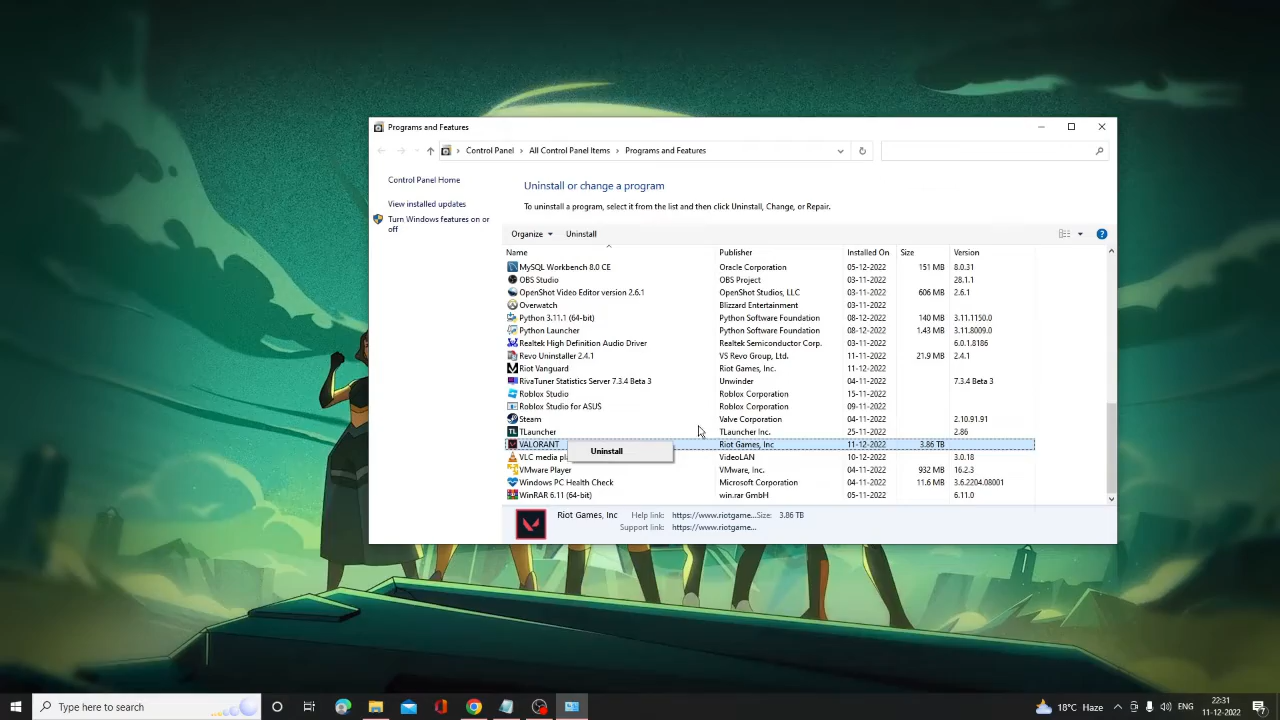 Programs and Features
Control Panel > All Control Panel Items > Programs and Features
Control Panel Home
View installed updates
Turn Windows features on or
off
Uninstall or change a program
To uninstall a program, select it from the list and then click Uninstall, Change, or Repair.
Organize Uninstall
Name Publisher Installed On Size Version
MySQL Workbench 8.0 CE Oracle Corporation 05-12-2022 151 MB 8.0.31
OBS Studio OBS Project 03-11-2022 28.1.1
OpenShot Video Editor version 2.6.1 OpenShot Studios, LLC 03-11-2022 606 MB 2.6.1
Overwatch Blizzard Entertainment 03-11-2022
Python 3.11.1 (64-bit) Python Software Foundation 08-12-2022 140 MB 3.11.1150.0
Python Launcher Python Software Foundation 08-12-2022 1.43 MB 3.11.8009.0
Realtek High Definition Audio Driver Realtek Semiconductor Corp. 03-11-2022 6.0.1.8186
Revo Uninstaller 2.4.1 VS Revo Group, Ltd. 11-11-2022 21.9 MB 2.4.1
Riot Vanguard Riot Games, Inc. 11-12-2022
RivaTuner Statistics Server 7.3.4 Beta 3 Unwinder 04-11-2022 7.3.4 Beta 3
Roblox Studio Roblox Corporation 15-11-2022
Roblox Studio for ASUS Roblox Corporation 09-11-2022
Steam Valve Corporation 04-11-2022 2.10.91.91
TL TLauncher TLauncher Inc. 25-11-2022 2.86
VALORANT Riot Games, Inc 11-12-2022 3.86 TB
Uninstall
VLC media pl VideoLAN 10-12-2022 3.0.18
VMware Player VMware, Inc. 04-11-2022 932 MB 16.2.3
Windows PC Health Check Microsoft Corporation 04-11-2022 11.6 MB 3.6.2204.08001
WinRAR 6.11 (64-bit) win.rar GmbH 05-11-2022 6.11.0
Riot Games, Inc Help link: https://www.riotgame... Size: 3.86 TB
Support link: https://www.riotgame...
Type here to search
18°C Haze ENG 22:31
11-12-2022